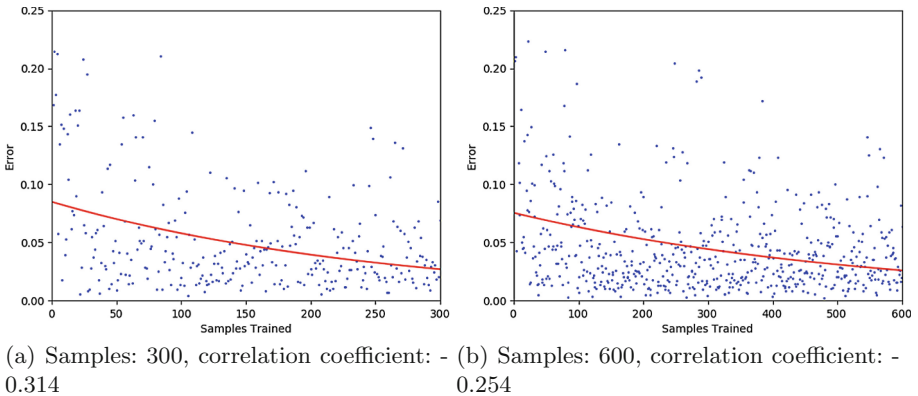 0.25
0.20
0.15
0.10
0.05
0.00
Error
0 50 100 150 200 250 300
Samples Trained
0.25
0.20
0.15
0.10
0.05
0.00
Error
0 100 200 300 400 500 600
Samples Trained
(a) Samples: 300, correlation coefficient: -
0.314
(b) Samples: 600, correlation coefficient: -
0.254